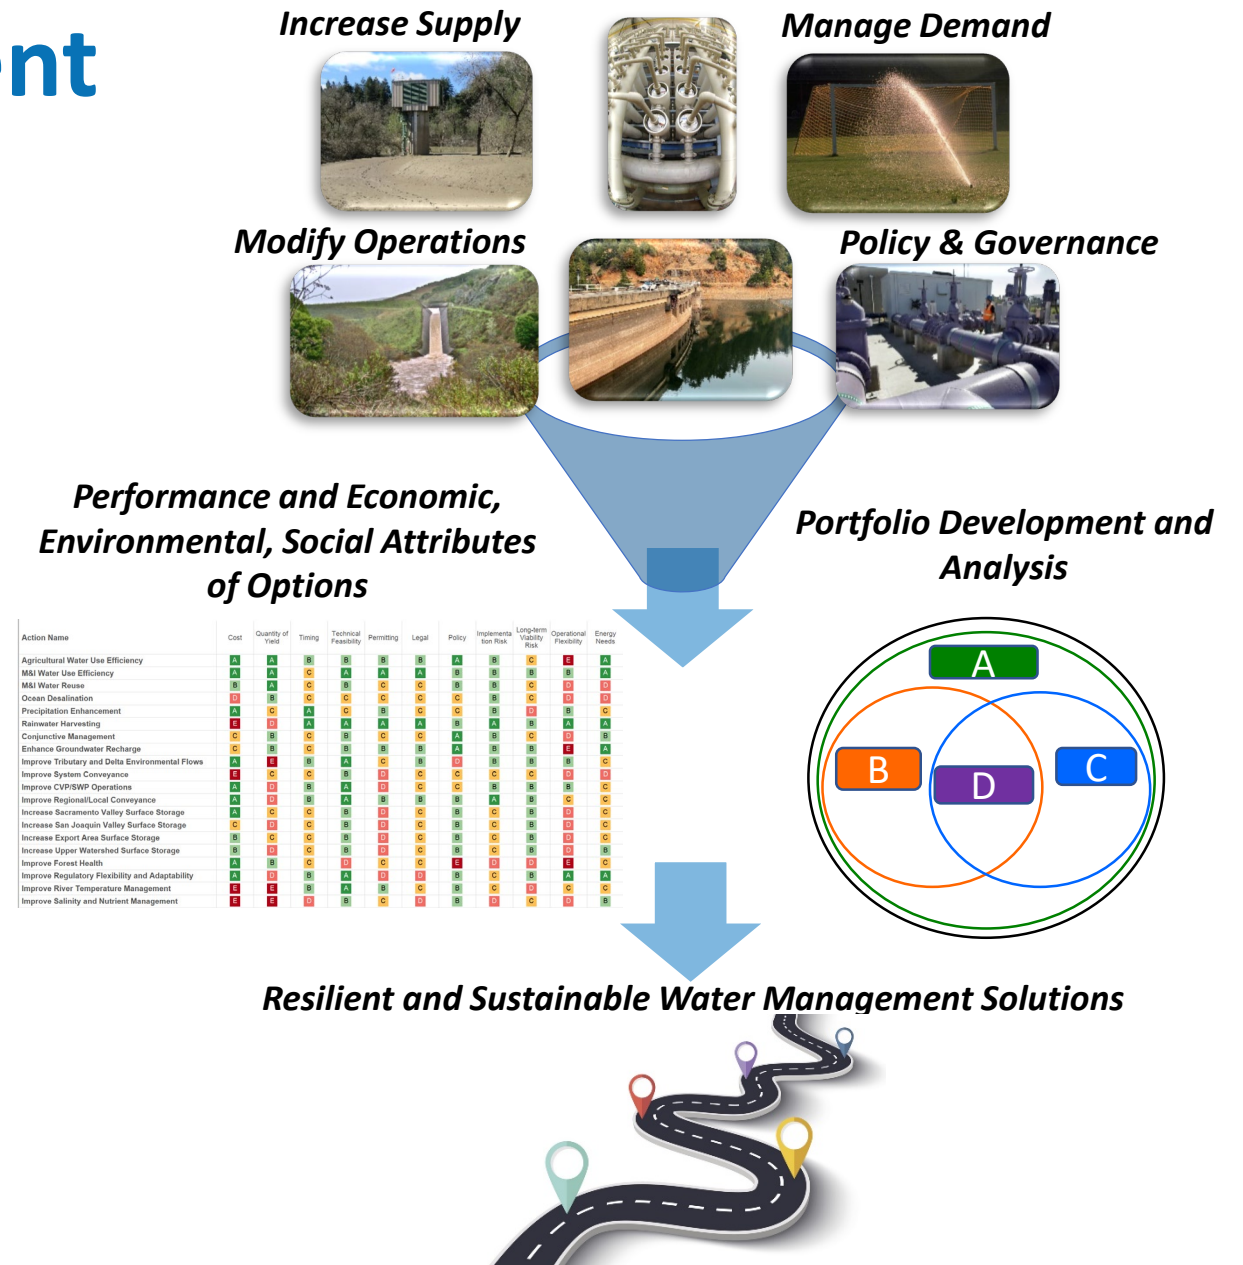 ent
Increase Supply
Manage Demand
Modify Operations
Policy & Governance
Performance and Economic,
Environmental, Social Attributes
of Options
Portfolio Development and
Analysis
Action Name Cost Quantity of Yield Timing Technical Feasibility Permitting Legal Policy Implementa tion Risk Long-term Viability Risk Operational Flexibility Energy Needs
Agricultural Water Use Efficiency A A B B B B A B C E A
M&I Water Use Efficiency A A C A A A B B B B A
M&I Water Reuse B A C B C C B B C D D
Ocean Desalination D B C C C C C B C D D
Precipitation Enhancement A C A C B C C B D B C
Rainwater Harvesting E D A A A A B A B A A
Conjunctive Management C B C B C C A B C D B
Enhance Groundwater Recharge C B C B B B A B B E A
Improve Tributary and Delta Environmental Flows A E B A C B D B B B C
Improve System Conveyance E C C B D C C C C D D
Improve CVP/SWP Operations A D B A D C C B B B C
Improve Regional/Local Conveyance A D B A B B B A B C C
Increase Sacramento Valley Surface Storage A C C B D C B C B D C
Increase San Joaquin Valley Surface Storage C D C B D C B C B D C
Increase Export Area Surface Storage B C C B D C B C B D C
Increase Upper Watershed Surface Storage B D C B D C B C B D B
Improve Forest Health A B C D C C E D D E C
Improve Regulatory Flexibility and Adaptability A D B A D D B C B A A
Improve River Temperature Management E E B A B C B C D C C
Improve Salinity and Nutrient Management E E D B C D B D C D B
A
B
D
C
Resilient and Sustainable Water Management Solutions